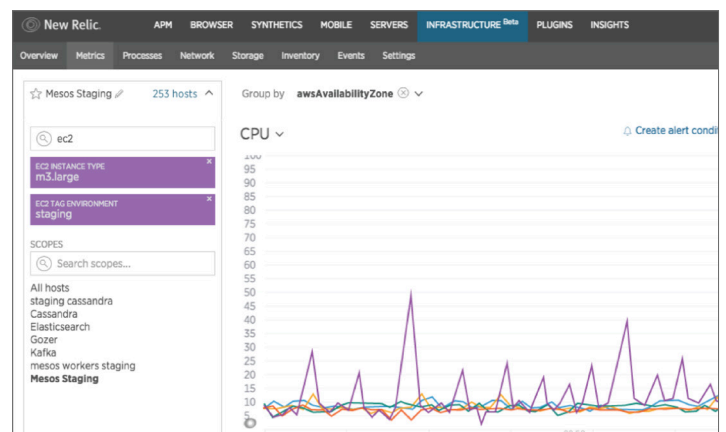 New Relic. APM BROWSER SYNTHETICS MOBILE SERVERS INFRASTRUCTURE Beta PLUGINS INSIGHTS
Overview Metrics Processes Network Storage Inventory Events Settings
Mesos Staging 253 hosts
Group by awsAvailabilityZone
ec2
CPU
Create alert condi
EC2 INSTANCE TYPE
m3.large
EC2 TAG ENVIRONMENT
staging
SCOPES
Search scopes...
All hosts
staging cassandra
Cassandra
Elasticsearch
Gozer
Kafka
mesos workers staging
Mesos Staging
100
95
90
85
80
75
70
65
60
55
50
45
40
35
30
25
20
15
10
5